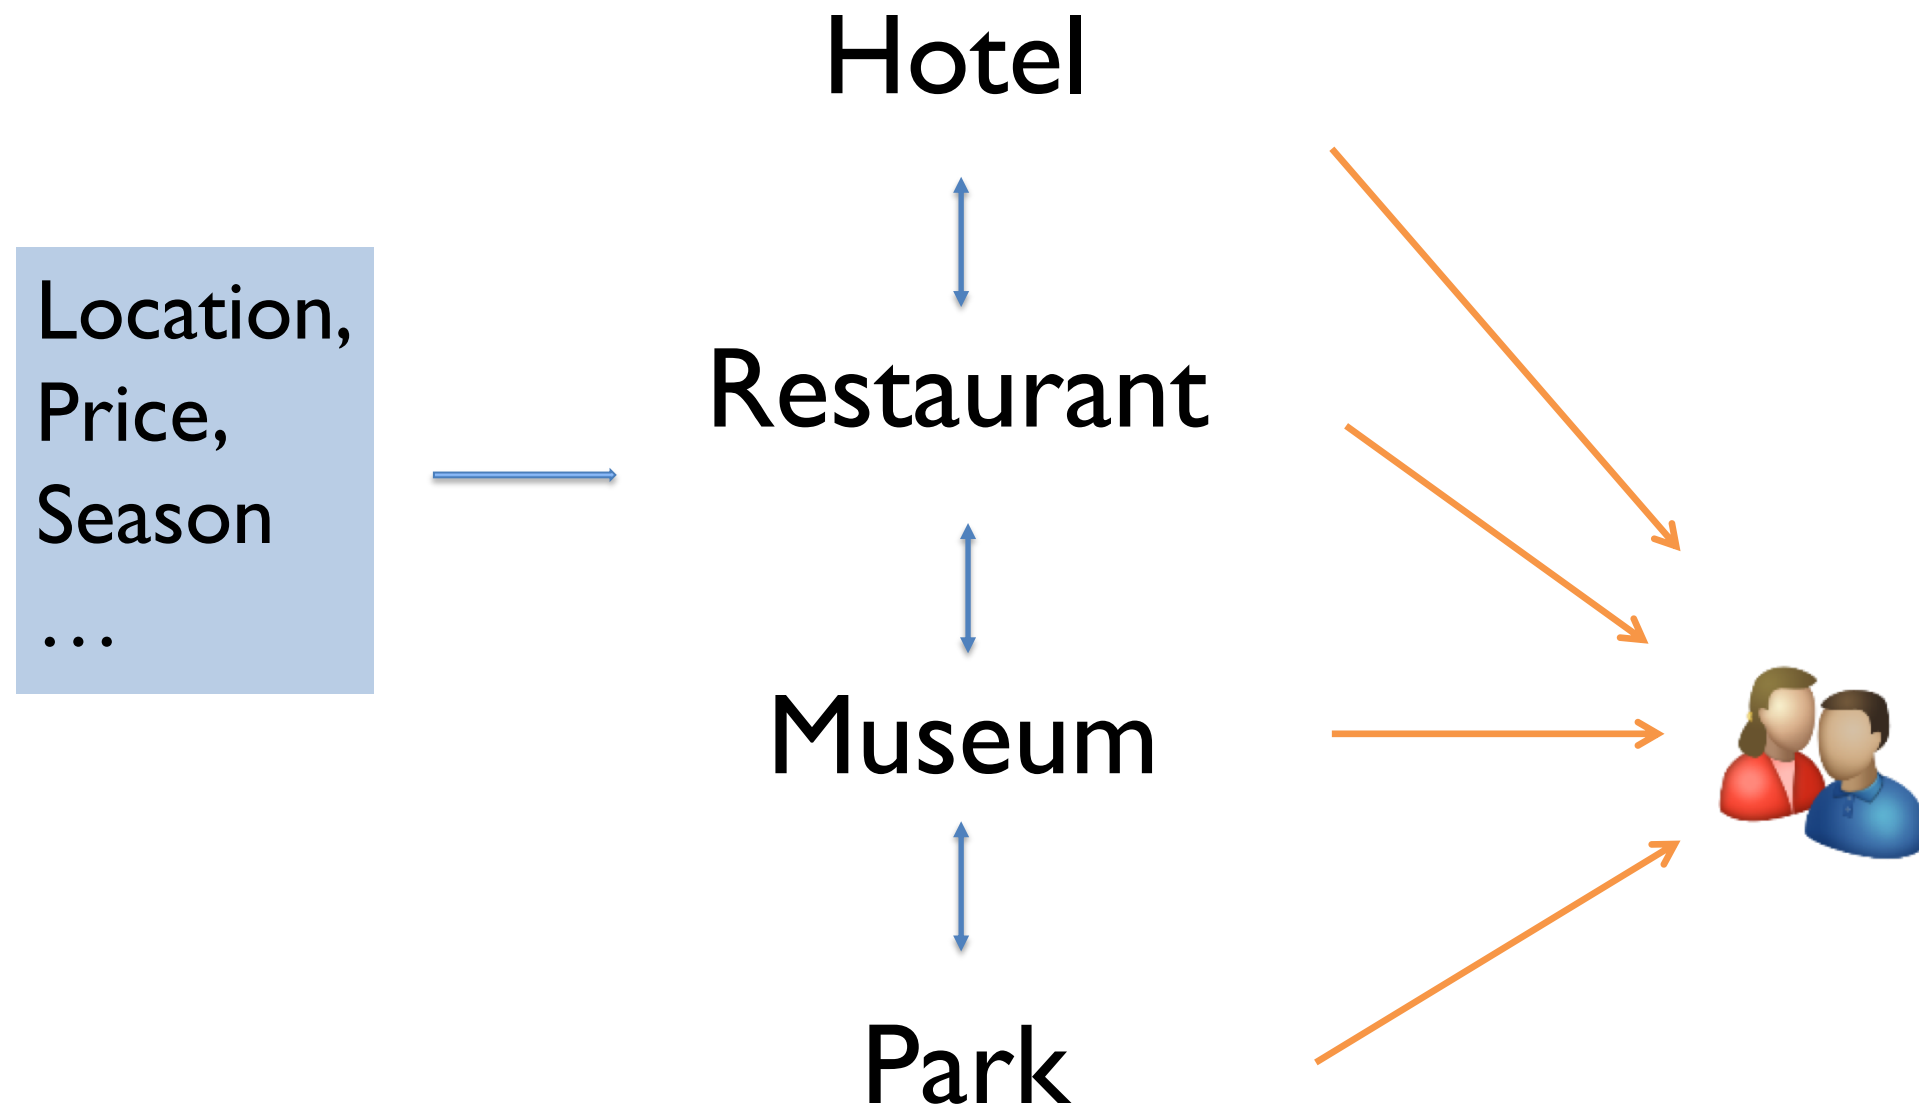 Hotel
Location,
Price,
Season
…
Restaurant
Museum
Park